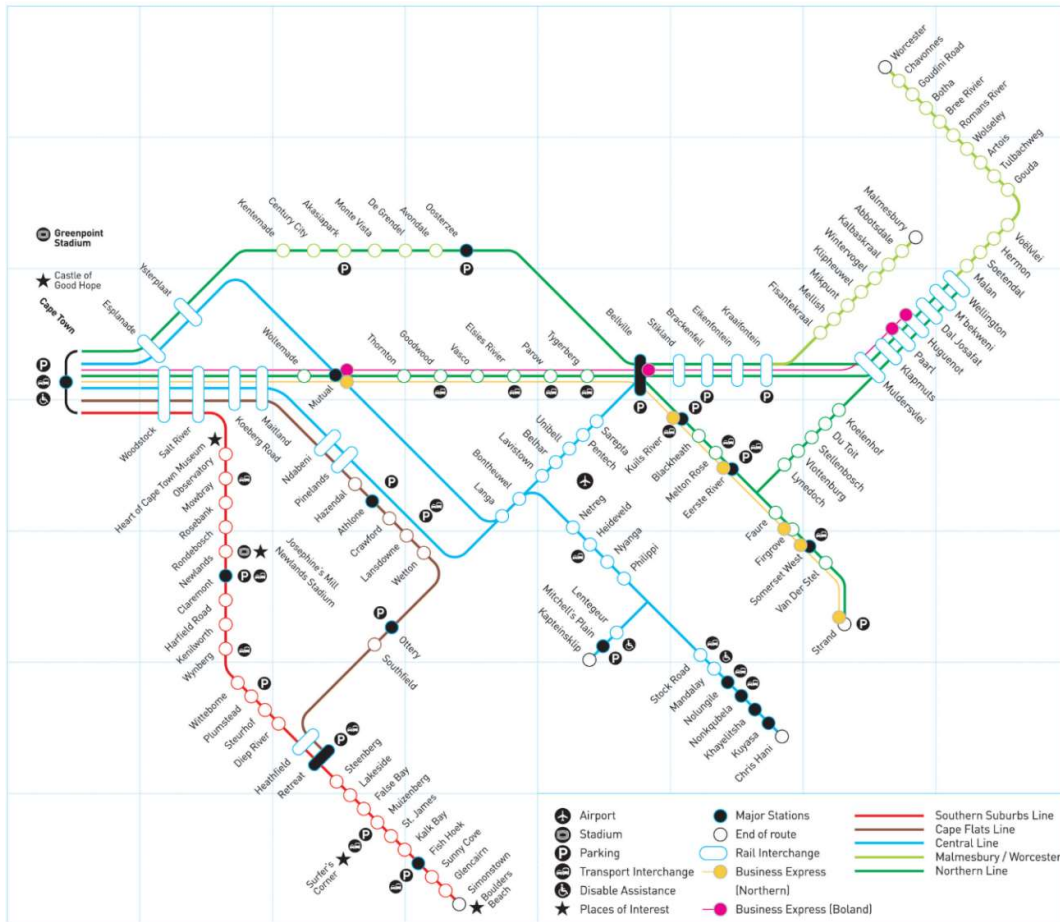 Worcester
Chavonnes
Goudini Road
Botha
Bree Rivier
Romans River
Wolseley
Artois
Tulbachweg
Gouda
Voëlvlei
Hermon
Soetendal
Malan
Wellington
M'bekweni
Dal Josafat
Huguenot
Paarl
Klapmuts
Muldersvlei
Malmesbury
Abbotsdale
Kalbaskraal
Wintervogel
Klipheuwel
Mikpunt
Mellish
Fisantekraal
Greenpoint
Stadium
Castle of
Good Hope
Cape Town
Esplanade
Ysterplaat
Kentemade
Century City
Akasiapark
Monte Vista
De Grendel
Avondale
Oosterzee
P
P
Bellville
Stikland
Brackenfell
Eikenfontein
Kraaifontein
P
Woltemade
Mutual
Thornton
Goodwood
Vasco
Elsies Rivier
Parow
Tygerberg
P
P
P
Woodstock
Salt River
Koeberg Road
Maitland
Ndabeni
Pinelands
Hazendal
Athlone
Crawford
Lansdowne
Wetton
P
P
Ottery
P
Southfield
Langa
Bontheuwel
Lavistown
Belhar
Unibell
Pentech
Sarepta
Kuils River
P
Blackheath
Melton Rose
Eerste River
P
Koelenhof
Du Toit
Stellenbosch
Vlottenburg
Lynedoch
Faure
Firgrove
Somerset West
Van Der Stel
Strand
P
Netreg
Heideveld
Nyanga
Philippi
Lentegeur
Mitchell's Plain
Kapteinsklip
P
Stock Road
Mandalay
Nolungile
Nonkqubela
Khayelitsha
Kuyasa
Chris Hani
Heart of Cape Town Museum
Observatory
Mowbray
Rosebank
Rondebosch
Newlands
Josephine's Mill
Newlands Stadium
Claremont
P
Harfield Road
Kenilworth
Wynberg
Witteborne
P
Plumstead
Steurhof
Diep River
Heathfield
Retreat
P
Steenberg
Lakeside
False Bay
Muizenberg
St. James
Kalk Bay
Fish Hoek
Sunny Cove
Glencairn
Simonstown
Boulders
Beach
P
Surfer's
Corner
P
Airport
Stadium
P Parking
Transport Interchange
Disable Assistance
Places of Interest
Major Stations
End of route
Rail Interchange
Business Express
(Northern)
Business Express (Boland)
Southern Suburbs Line
Cape Flats Line
Central Line
Malmesbury / Worcester
Northern Line